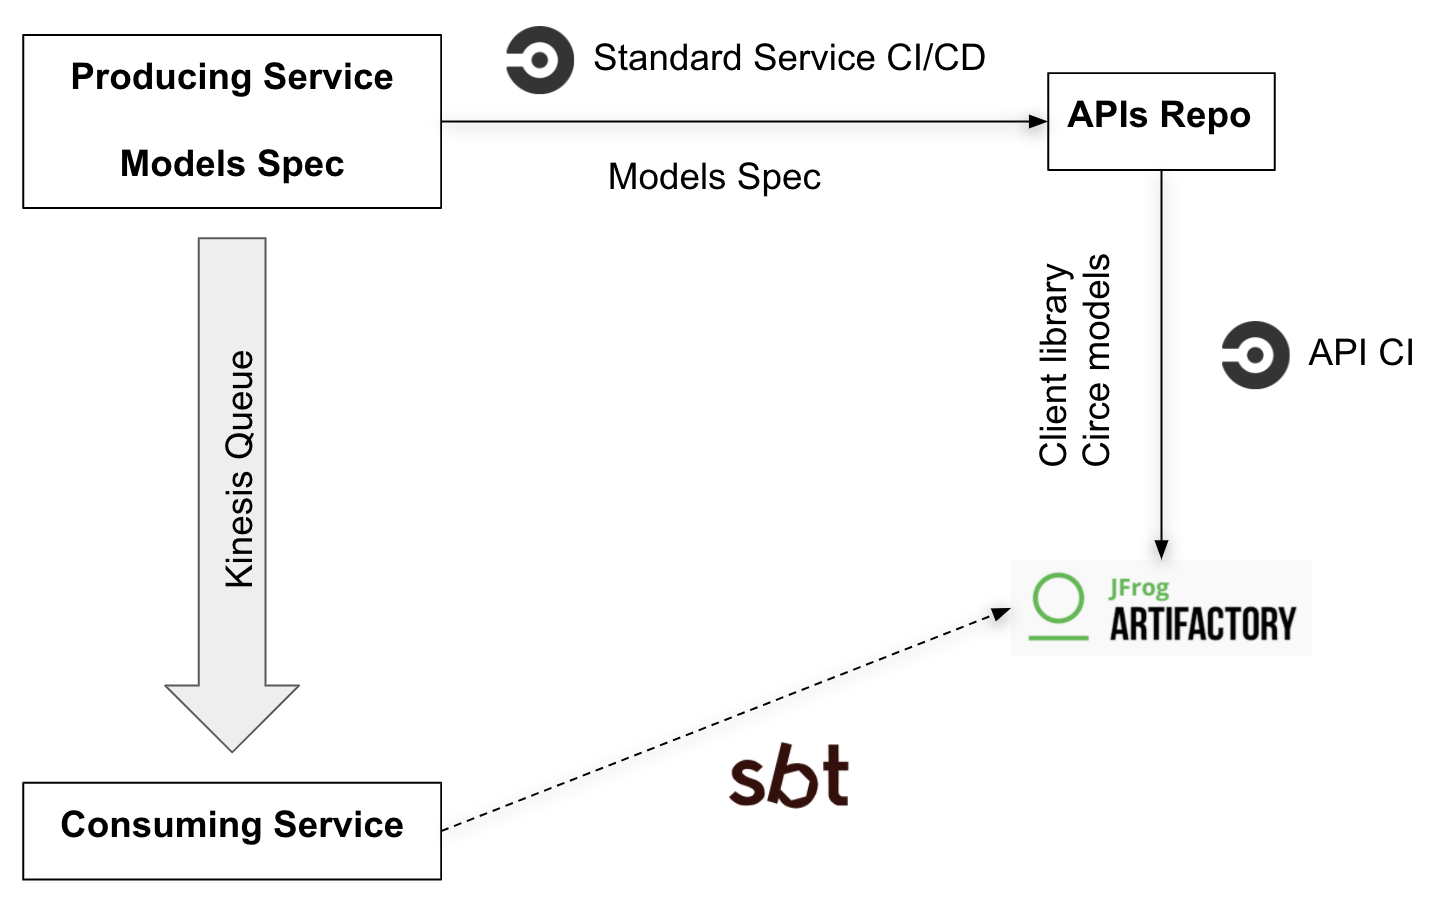 Producing Service
Models Spec
Standard Service CI/CD
Models Spec
APIs Repo
Client library
Circe models
API CI
Kinesis Queue
JFrog
ARTIFACTORY
sbt
Consuming Service